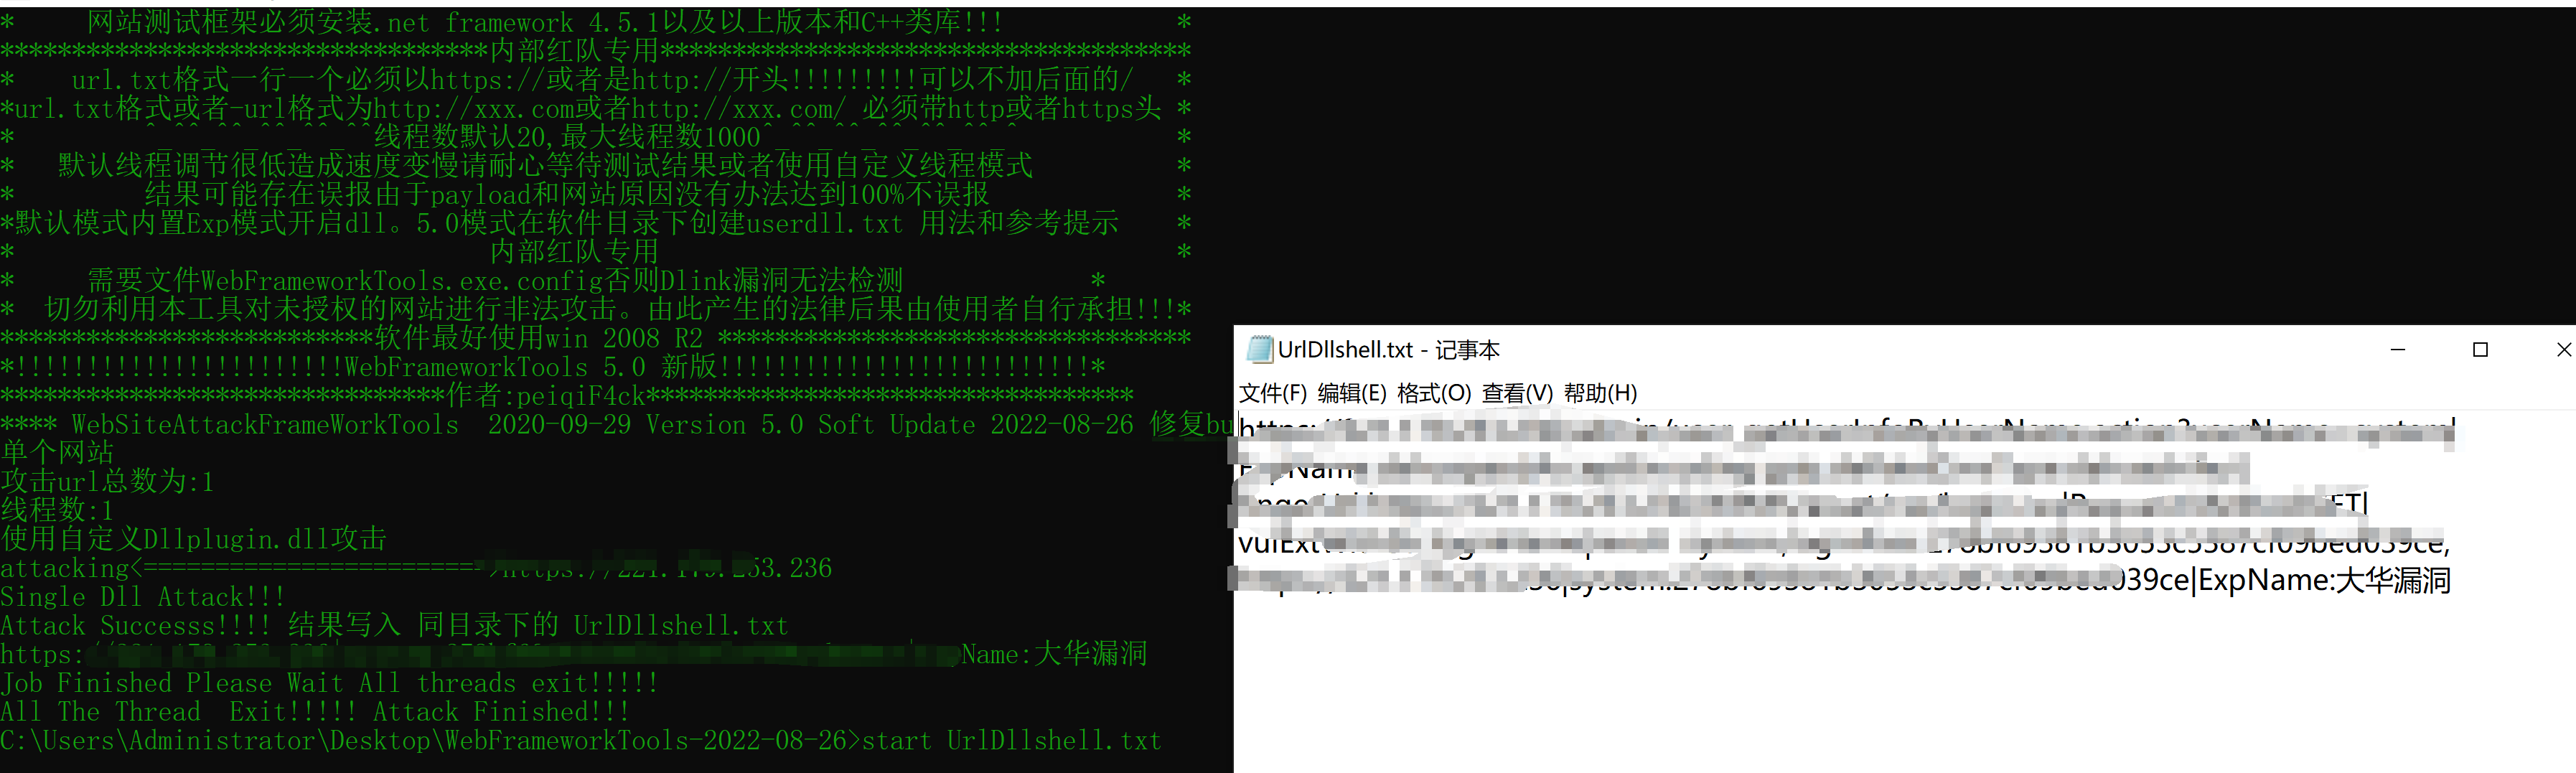 *     网站测试框架必须安装.net framework 4.5.1以及以上版本和C++类库!!!            *
**********************************内部红队专用*************************************
*    url.txt格式一行一个必须以https://或者是http://开头!!!!!!!!!可以不加后面的/   *
*url.txt格式或者-url格式为http://xxx.com或者http://xxx.com/ 必须带http或者https头 *
*         ^_^^_^^_^^_^^_^^线程数默认20,最大线程数1000^_^^_^^_^^_^^_^^_^           *
*   默认线程调节很低造成速度变慢请耐心等待测试结果或者使用自定义线程模式          *
*         结果可能存在误报由于payload和网站原因没有办法达到100%不误报             *
*默认模式内置Exp模式开启dll。5.0模式在软件目录下创建userdll.txt 用法和参考提示    *
*                                 内部红队专用                                    *
*     需要文件WebFrameworkTools.exe.config否则Dlink漏洞无法检测             *
*  切勿利用本工具对未授权的网站进行非法攻击。由此产生的法律后果由使用者自行承担!!!*
**************************软件最好使用win 2008 R2 *********************************
*!!!!!!!!!!!!!!!!!!!!!!!WebFrameworkTools 5.0 新版!!!!!!!!!!!!!!!!!!!!!!!!!!*
*******************************作者:peiqiF4ck**********************************
**** WebSiteAttackFrameWorkTools  2020-09-29 Version 5.0 Soft Update 2022-08-26 修复bu
单个网站
攻击url总数为:1
线程数:1
使用自定义Dllplugin.dll攻击
attacking<========================
Single Dll Attack!!!
Attack Successs!!!! 结果写入 同目录下的 UrlDllshell.txt
https: Name:大华漏洞
Job Finished Please Wait All threads exit!!!!!
All The Thread  Exit!!!!! Attack Finished!!!
C:\Users\Administrator\Desktop\WebFrameworkTools-2022-08-26>start UrlDllshell.txt
UrlDllshell.txt - 记事本
文件(F) 编辑(E) 格式(O) 查看(V) 帮助(H)
039ce|ExpName:大华漏洞